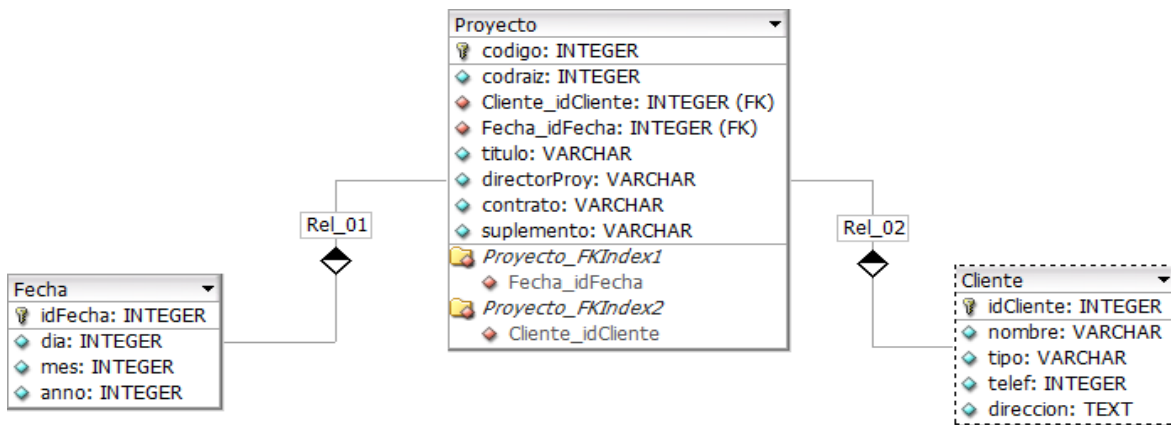 Proyecto
codigo: INTEGER
codraiz: INTEGER
Cliente_idCliente: INTEGER (FK)
Fecha_idFecha: INTEGER (FK)
titulo: VARCHAR
directorProy: VARCHAR
contrato: VARCHAR
suplemento: VARCHAR
Proyecto_FKIndex1
Fecha_idFecha
Proyecto_FKIndex2
Cliente_idCliente
Rel_01
Rel_02
Fecha
idFecha: INTEGER
dia: INTEGER
mes: INTEGER
anno: INTEGER
Cliente
idCliente: INTEGER
nombre: VARCHAR
tipo: VARCHAR
telef: INTEGER
direccion: TEXT